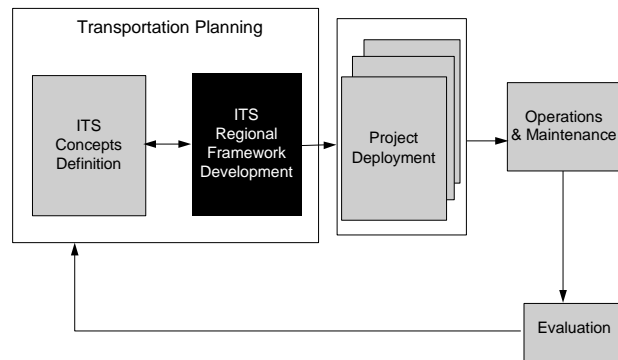 Transportation Planning
ITS
Concepts
Definition
ITS
Regional
Framework
Development
Project
Deployment
Operations
& Maintenance
Evaluation